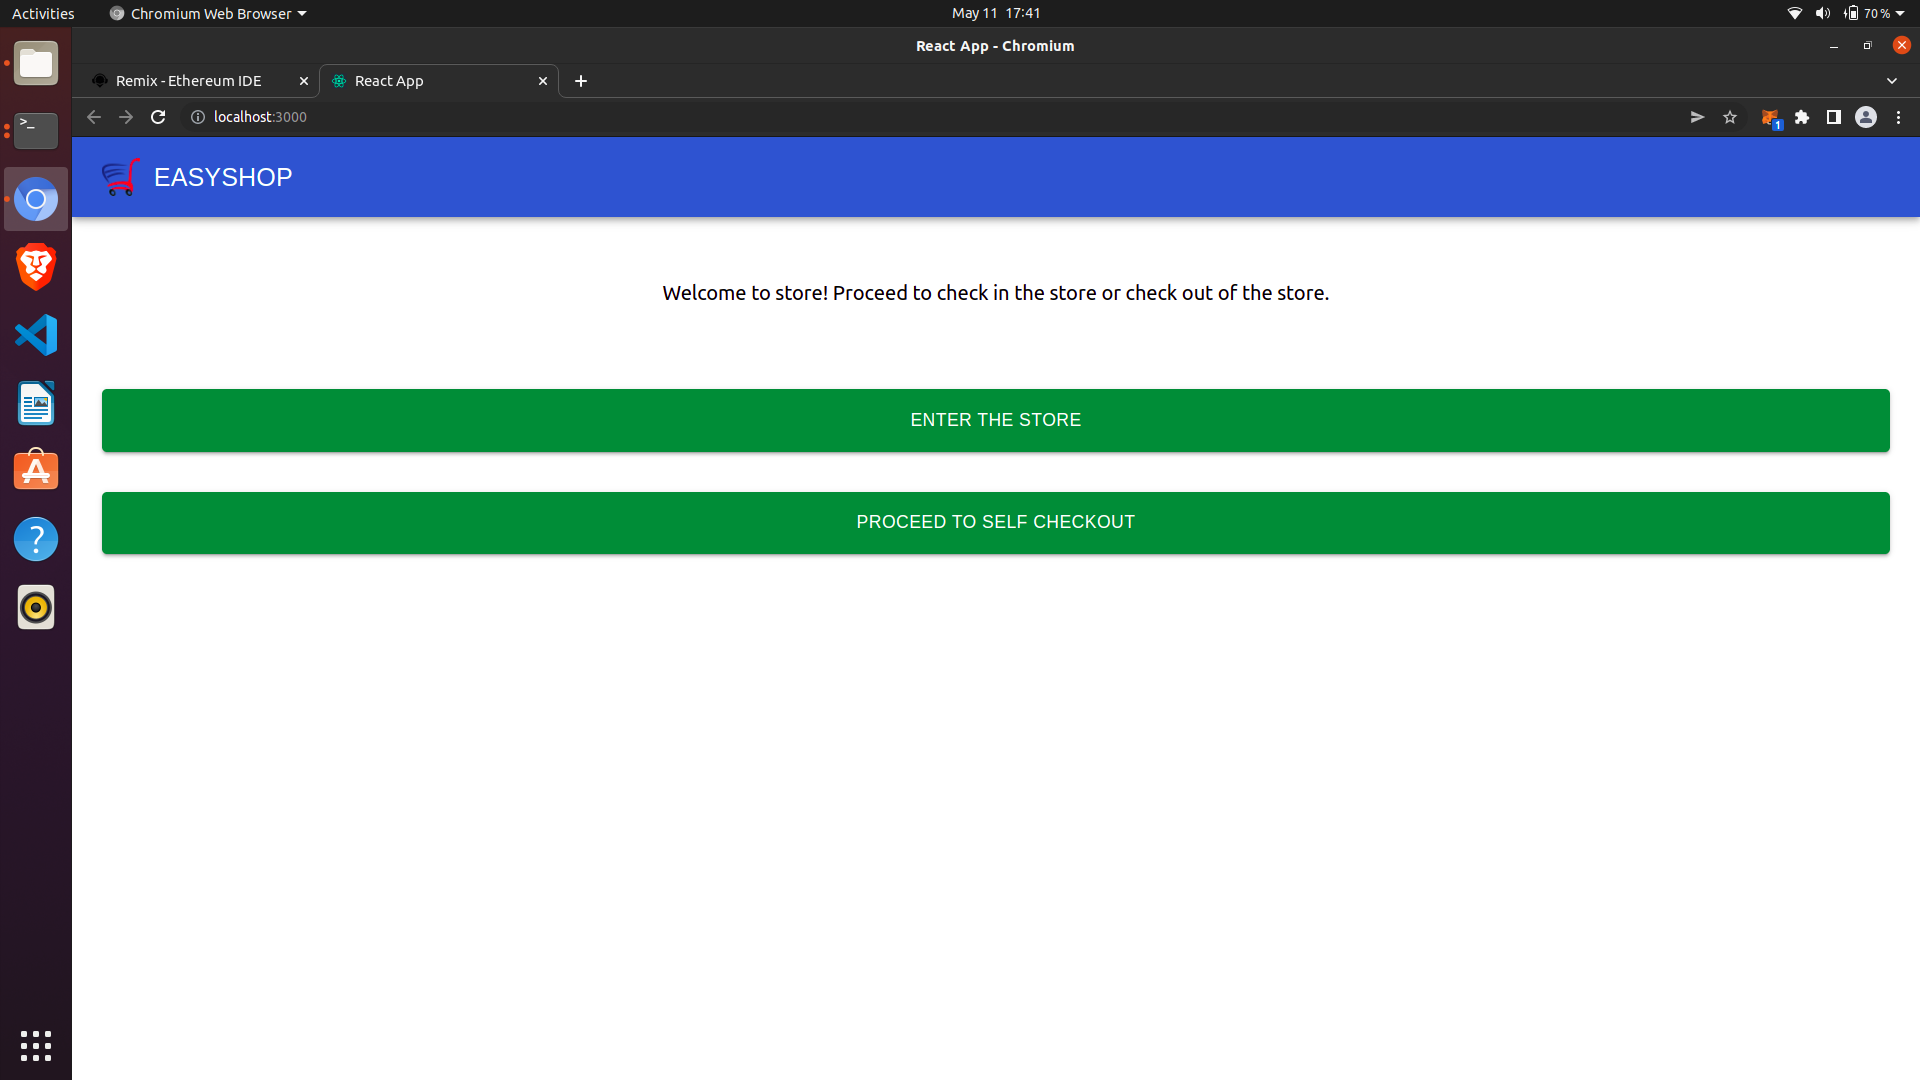 Activities
Chromium Web Browser
May 11 17:41
70 %
React App - Chromium
Remix - Ethereum IDE
React App
localhost:3000
1
EASYSHOP
Welcome to store! Proceed to check in the store or check out of the store.
ENTER THE STORE
PROCEED TO SELF CHECKOUT